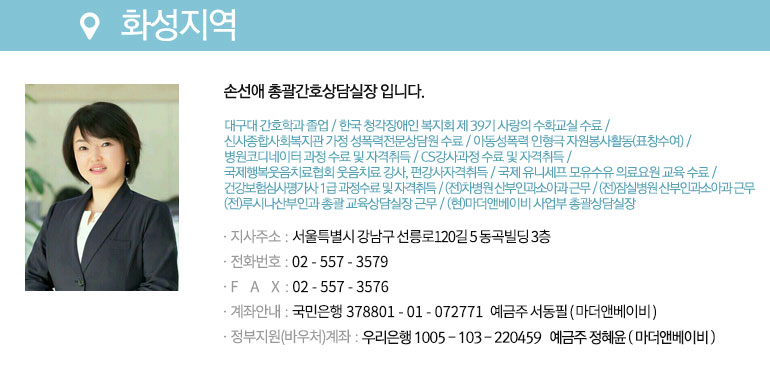 화성지역
손선애 총괄간호상담실장 입니다.
대구대 간호학과 졸업 / 한국 청각장애인 복지회 제 39기 사랑의 수화교실 수료 /
신사종합사회복지관 가정 성폭력전문상담원 수료 / 아동성폭력 인형극 자원봉사활동(표창수여) /
병원코디네이터 과정 수료 및 자격취득 / CS강사과정 수료 및 자격취득 /
국제행복웃음치료협회 웃음치료 강사, 펀강사자격취득 / 국제 유니세프 모유수유 의료요원 교육 수료 /
건강보험심사평가사 1급 과정수료 및 자격취득 / (전)차병원 산부인과소아과 근무 / (전)잠실병원 산부인과소아과 근무
(전)루시나산부인과 총괄 교육상담실장 근무 / (현)마더앤베이비 사업부 총괄상담실장
· 지사주소 : 서울특별시 강남구 선릉로120길 5 동곡빌딩 3층
· 전화번호 : 02 - 557 - 3579
· F A X : 02 - 557 - 3576
· 계좌안내 : 국민은행 378801 - 01 - 072771 예금주 서동필 ( 마더앤베이비 )
· 정부지원(바우처)계좌 : 우리은행 1005 – 103 – 220459 예금주 정혜윤 ( 마더앤베이비 )